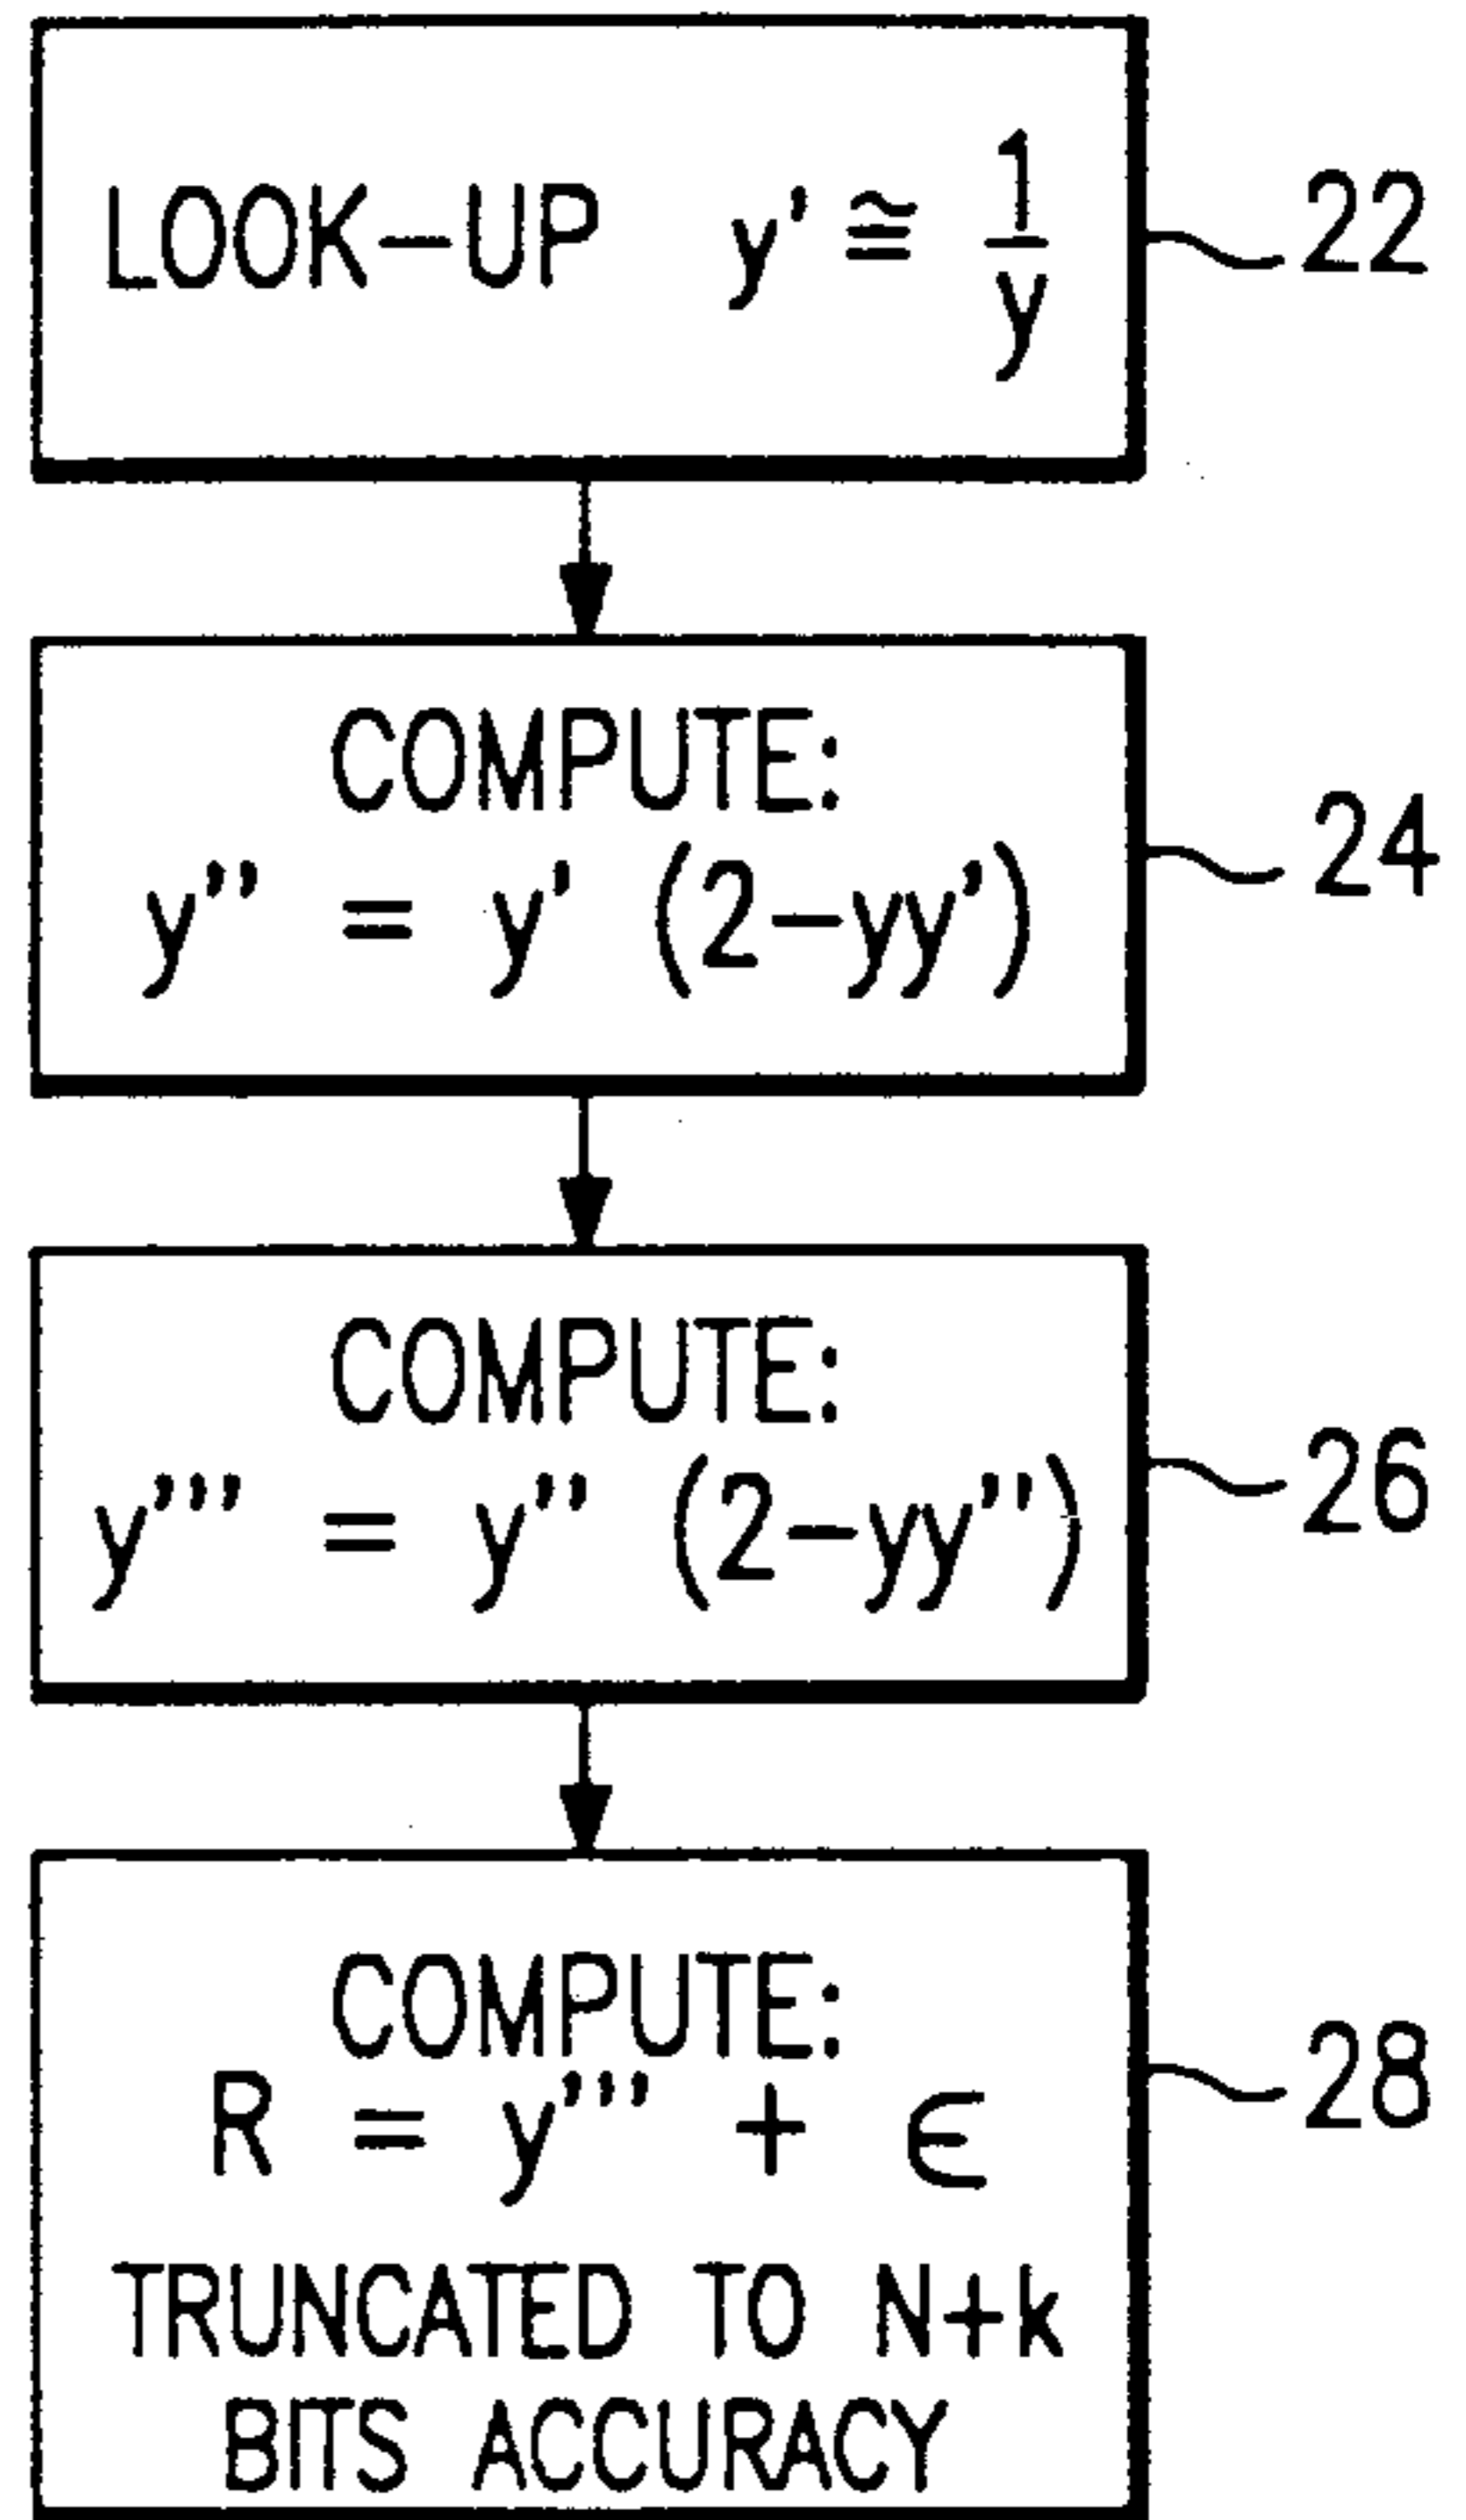 LOOK-UP y' ≅ 1/y
22
COMPUTE:
y'' = y' (2-yy')
24
COMPUTE:
y''' = y'' (2-yy'')
26
COMPUTE:
R = y''' + ϵ
TRUNCATED TO N+k
BITS ACCURACY
28